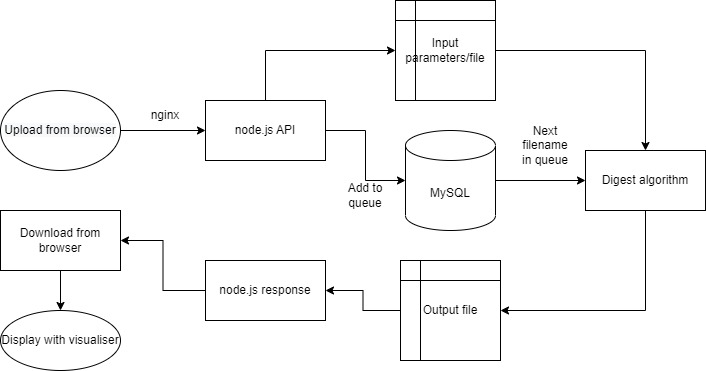 Input
parameters/file
nginx
Upload from browser
node.js API
Next
filename
in queue
Add to
queue
MySQL
Digest algorithm
Download from
browser
node.js response
Output file
Display with visualiser